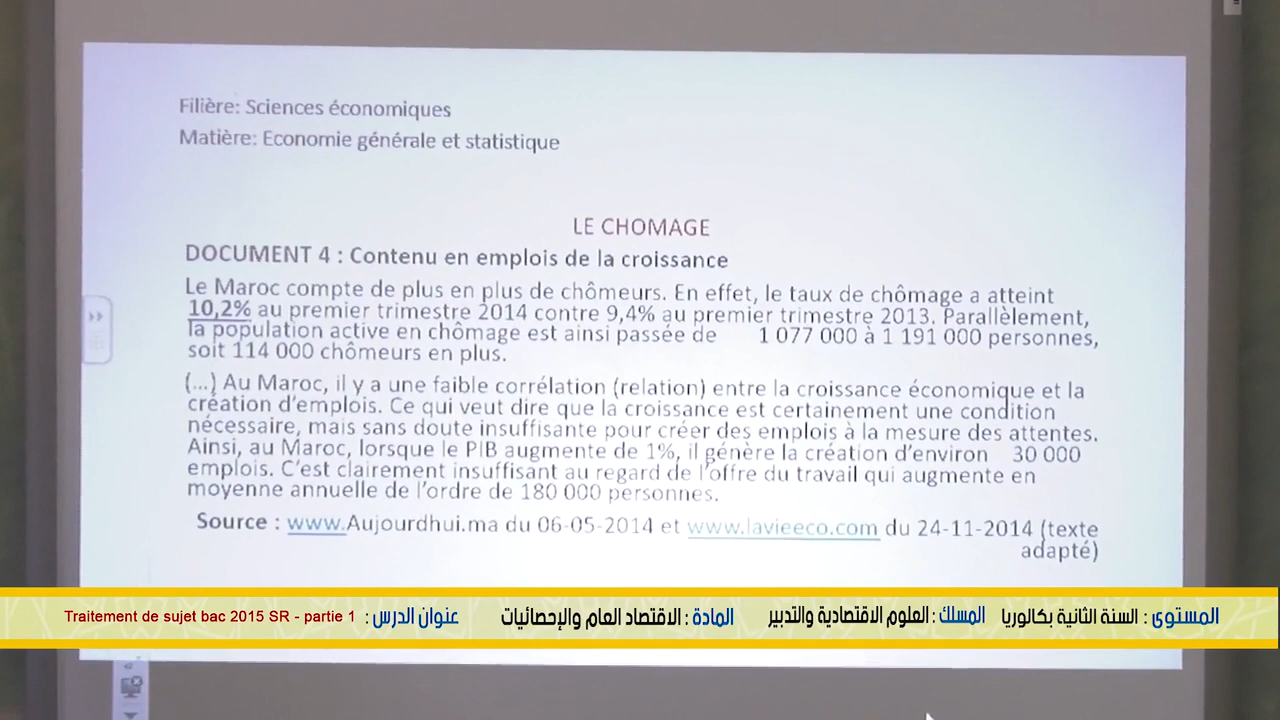 Filière: Sciences économiques
Matière: Economie générale et statistique
LE CHOMAGE
DOCUMENT 4 : Contenu en emplois de la croissance
Le Maroc compte de plus en plus de chômeurs. En effet, le taux de chômage a atteint
10,2% au premier trimestre 2014 contre 9,4% au premier trimestre 2013. Parallèlement,
la population active en chômage est ainsi passée de 1 077 000 à 1 191 000 personnes,
soit 114 000 chômeurs en plus.
(...) Au Maroc, il y a une faible corrélation (relation) entre la croissance économique et la
création d'emplois. Ce qui veut dire que la croissance est certainement une condition
nécessaire, mais sans doute insuffisante pour créer des emplois à la mesure des attentes.
Ainsi, au Maroc, lorsque le PIB augmente de 1%, il génère la création d'environ 30 000
emplois. C'est clairement insuffisant au regard de l'offre du travail qui augmente en
moyenne annuelle de l'ordre de 180 000 personnes.
Source : www.Aujourdhui.ma du 06-05-2014 et www.lavieeco.com du 24-11-2014 (texte
adapté)
المستوى : السنة الثانية بكالوريا المسلك : العلوم الاقتصادية والتدبير المادة : الاقتصاد العام والإحصائيات عنوان الدرس : Traitement de sujet bac 2015 SR - partie 1